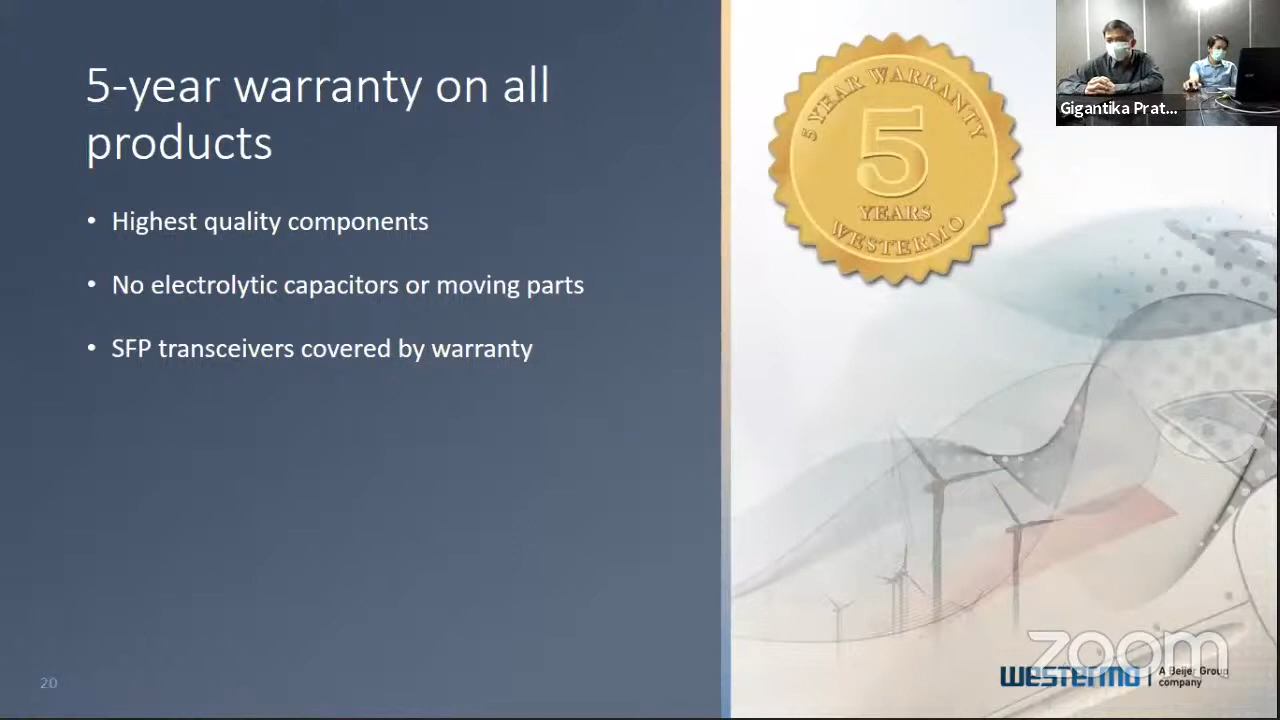 5-year warranty on all
products
• Highest quality components
• No electrolytic capacitors or moving parts
• SFP transceivers covered by warranty
20
5 YEAR WARRANTY
5
YEARS
WESTERMO
Gigantika Prat...
zoom
westermo
A Beijer Group
company